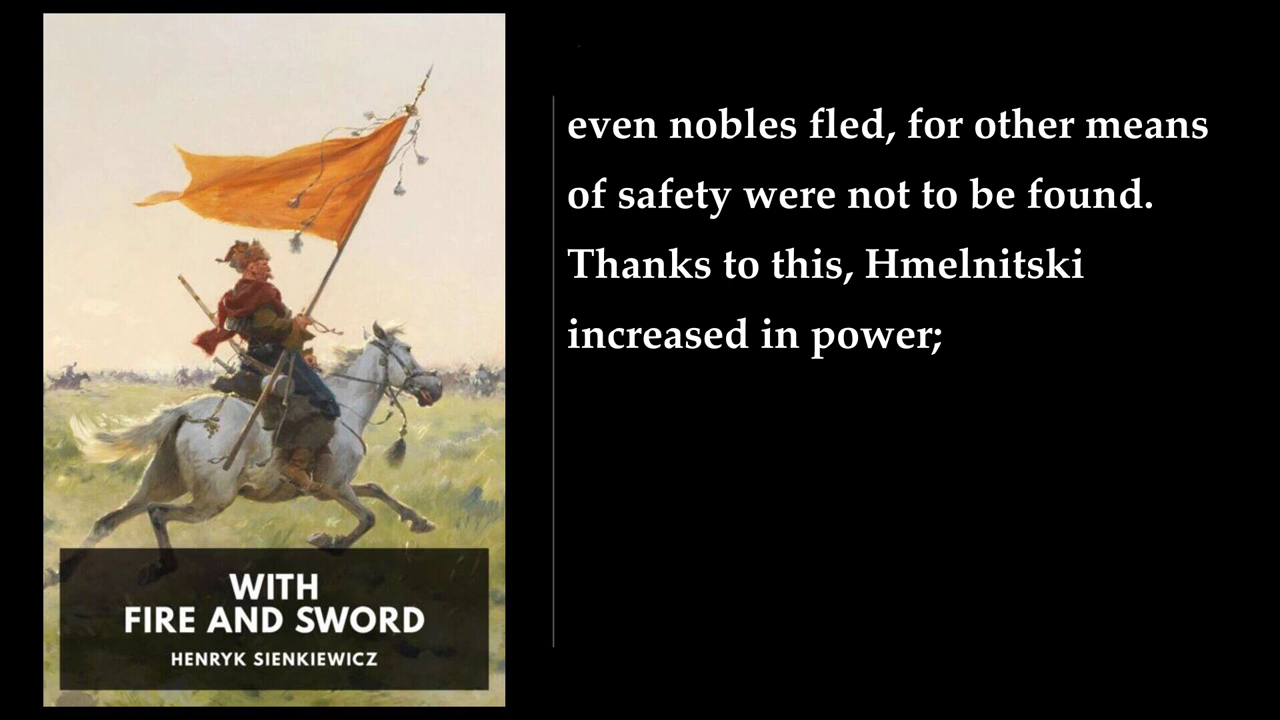 even nobles fled, for other means
of safety were not to be found.
Thanks to this, Hmelnitski
increased in power;
WITH
FIRE AND SWORD
HENRYK SIENKIEWICZ